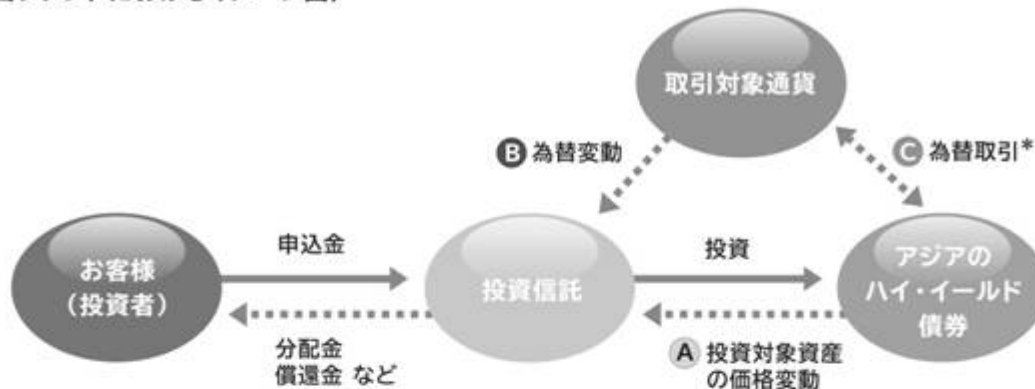 取引対象通貨
B 為替変動
C 為替取引*
お客様
（投資者）
申込金
投資信託
投資
アジアの
ハイ・イールド
債券
分配金
償還金 など
A 投資対象資産
の価格変動